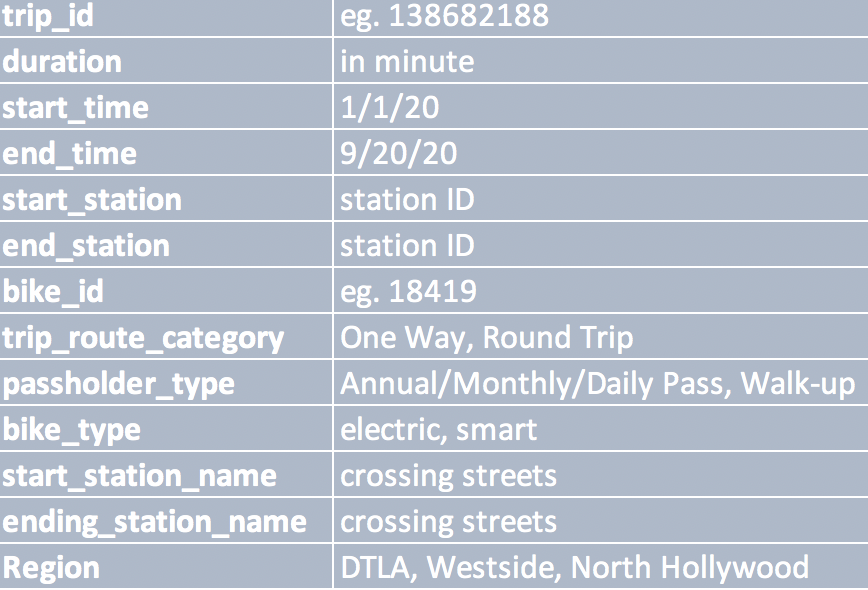 trip_id eg. 138682188
duration in minute
start_time 1/1/20
end_time 9/20/20
start_station station ID
end_station station ID
bike_id eg. 18419
trip_route_category One Way, Round Trip
passholder_type Annual/Monthly/Daily Pass, Walk-up
bike_type electric, smart
start_station_name crossing streets
ending_station_name crossing streets
Region DTLA, Westside, North Hollywood